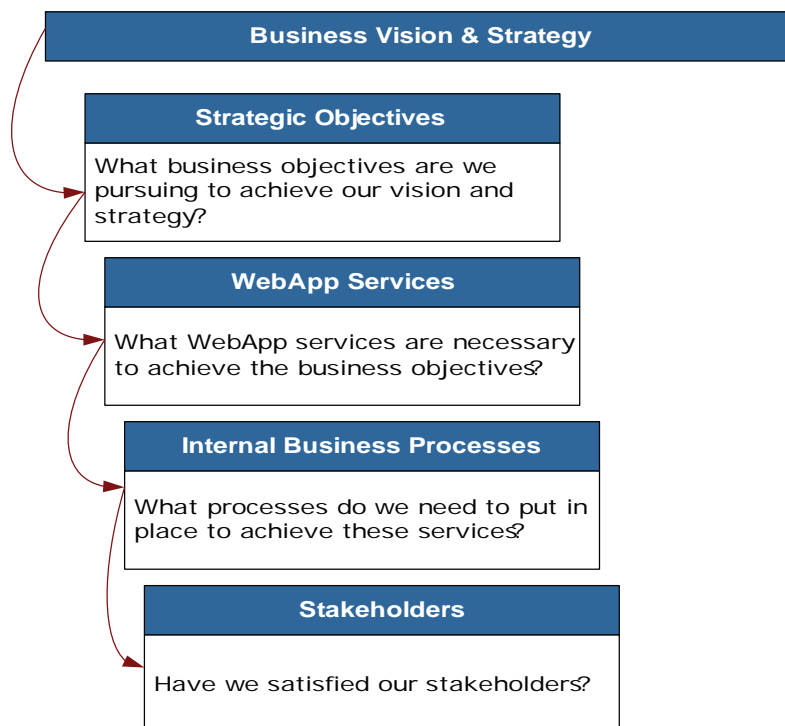 Business Vision & Strategy
Strategic Objectives
What business objectives are we
pursuing to achieve our vision and
strategy?
WebApp Services
What WebApp services are necessary
to achieve the business objectives?
Internal Business Processes
What processes do we need to put in
place to achieve these services?
Stakeholders
Have we satisfied our stakeholders?